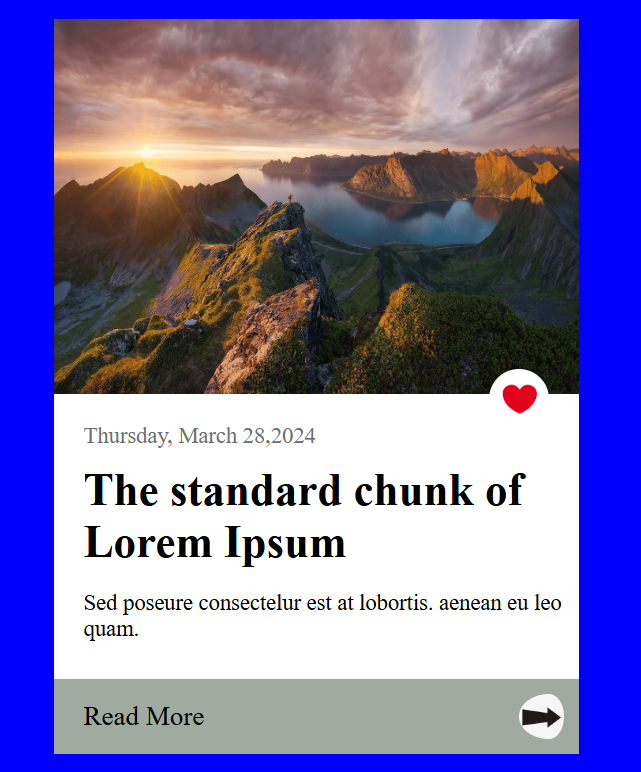 Thursday, March 28,2024
The standard chunk of
Lorem Ipsum
Sed poseure consectelur est at lobortis. aenean eu leo
quam.
Read More